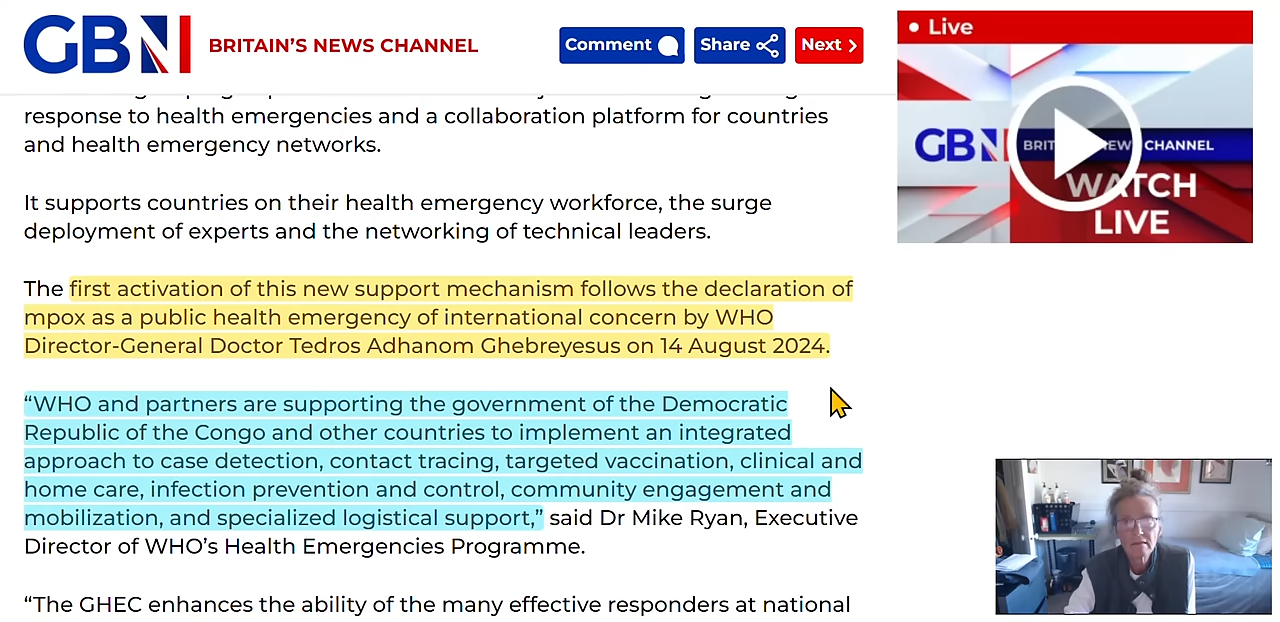 GBN BRITAIN'S NEWS CHANNEL
Comment Share Next
Live
response to health emergencies and a collaboration platform for countries
and health emergency networks.
It supports countries on their health emergency workforce, the surge
deployment of experts and the networking of technical leaders.
The first activation of this new support mechanism follows the declaration of
mpox as a public health emergency of international concern by WHO
Director-General Doctor Tedros Adhanom Ghebreyesus on 14 August 2024.
“WHO and partners are supporting the government of the Democratic
Republic of the Congo and other countries to implement an integrated
approach to case detection, contact tracing, targeted vaccination, clinical and
home care, infection prevention and control, community engagement and
mobilization, and specialized logistical support,” said Dr Mike Ryan, Executive
Director of WHO’s Health Emergencies Programme.
“The GHEC enhances the ability of the many effective responders at national
GBN CHANNEL
WATCH
LIVE